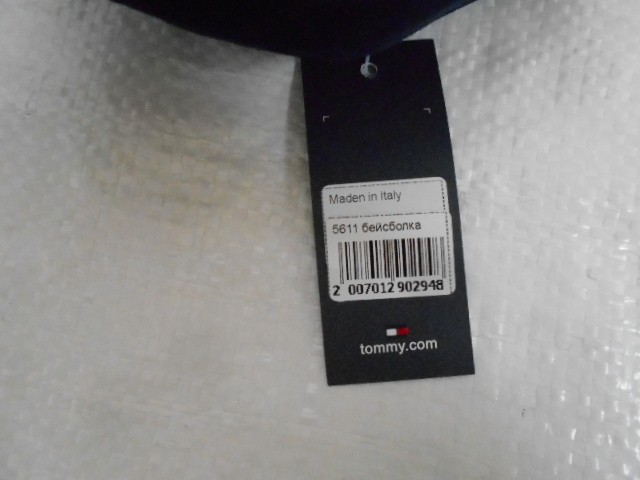 Maden in Italy
5611 бейсболка
2 007012 902948
tommy.com